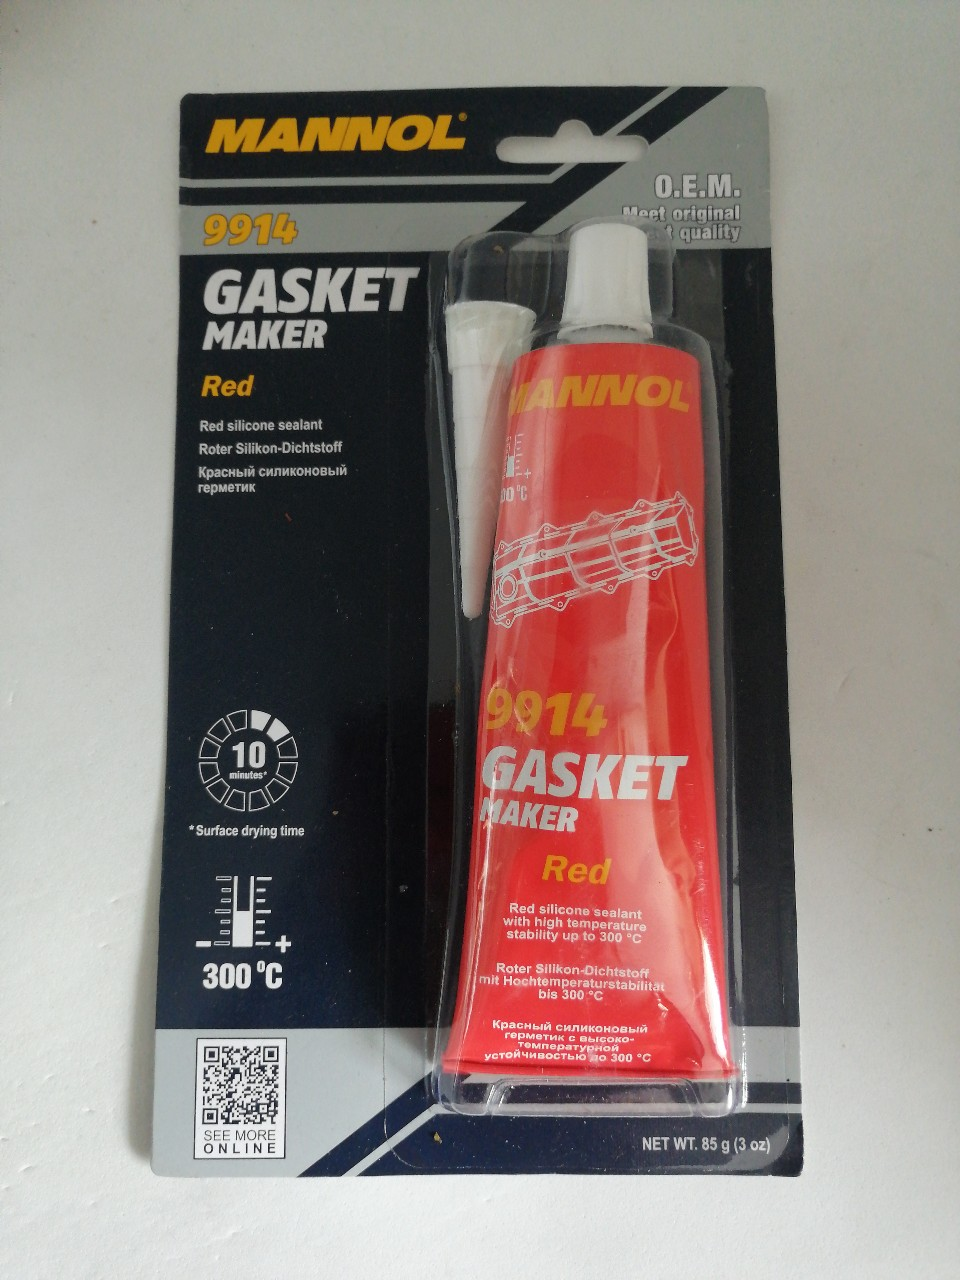 MANNOL®
O.E.M.
Meet original
quality
9914
GASKET
MAKER
Red
Red silicone sealant
Roter Silikon-Dichtstoff
Красный силиконовый
герметик
10
minutes*
*Surface drying time
- +
300 °C
SEE MORE
ONLINE
NET WT. 85 g (3 oz)
MANNOL®
+
°C
9914
GASKET
MAKER
Red
Red silicone sealant
with high temperature
stability up to 300 °C
Roter Silikon-Dichtstoff
mit Hochtemperaturstabilität
bis 300 °C
Красный силиконовый
герметик с высоко-
температурной
устойчивостью до 300 °C